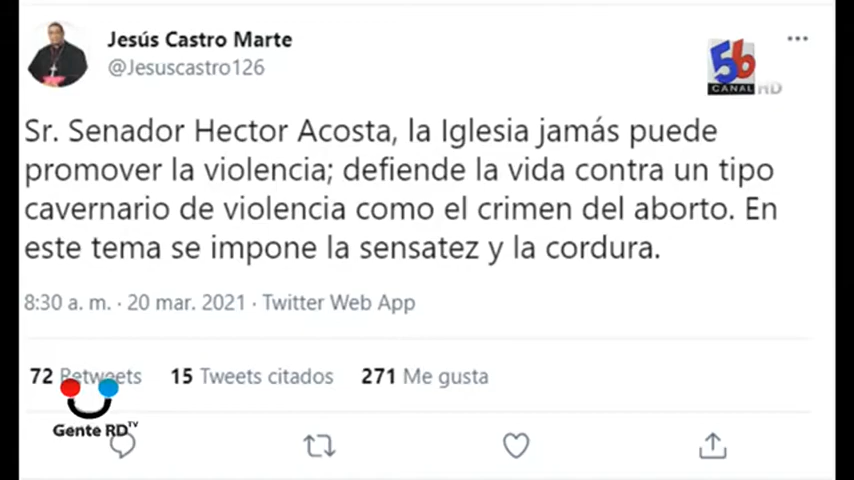 Jesús Castro Marte
@Jesuscastro126
56
CANAL HD
Sr. Senador Hector Acosta, la Iglesia jamás puede
promover la violencia; defiende la vida contra un tipo
cavernario de violencia como el crimen del aborto. En
este tema se impone la sensatez y la cordura.
8:30 a. m. · 20 mar. 2021 · Twitter Web App
72 Retweets 15 Tweets citados 271 Me gusta
Gente RD TV